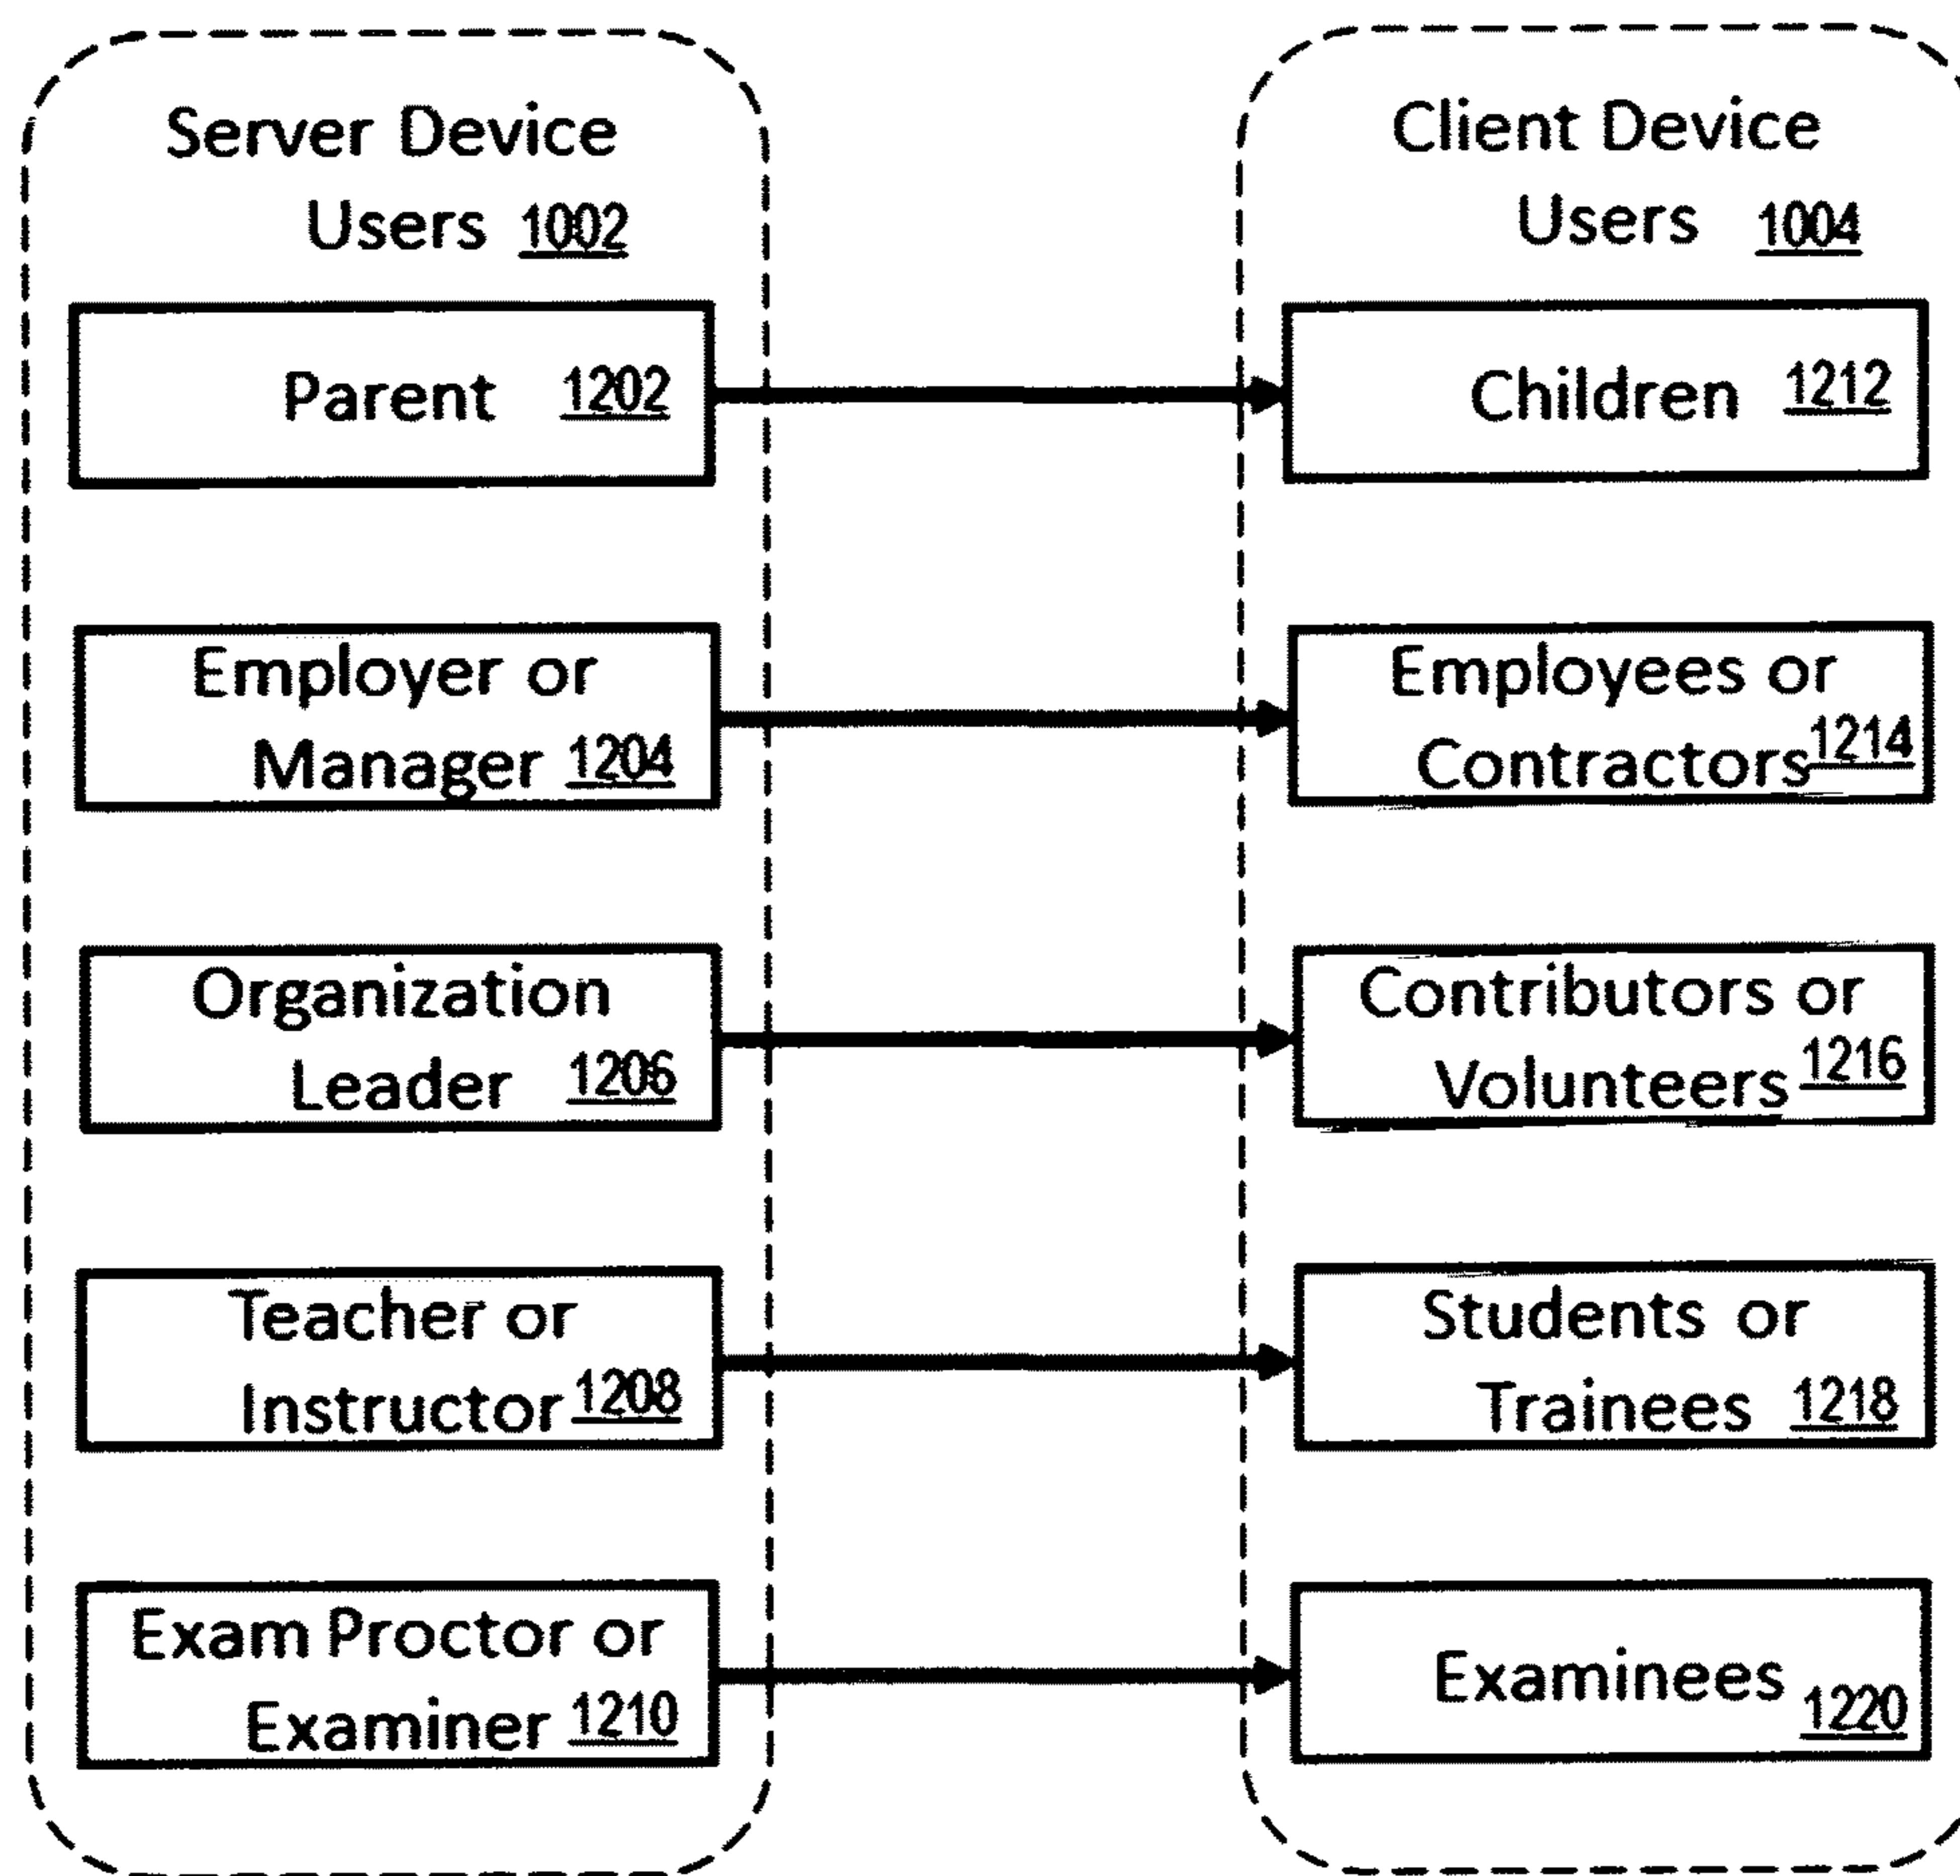 Server Device
Users 1002
Parent 1202
Employer or
Manager 1204
Organization
Leader 1206
Teacher or
Instructor 1208
Exam Proctor or
Examiner 1210
Client Device
Users 1004
Children 1212
Employees or
Contractors 1214
Contributors or
Volunteers 1216
Students or
Trainees 1218
Examinees 1220